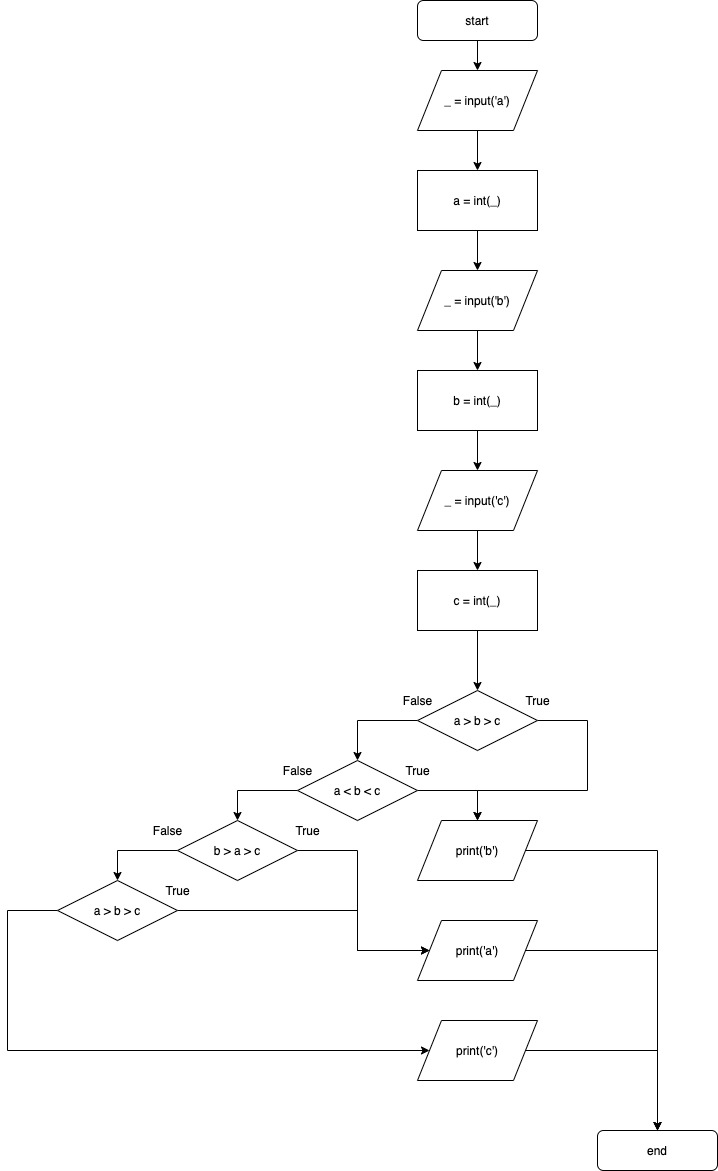 start
_ = input('a')
a = int(_)
_ = input('b')
b = int(_)
_ = input('c')
c = int(_)
False
True
a > b > c
False
True
a < b < c
False
True
b > a > c
print('b')
True
a > b > c
print('a')
print('c')
end